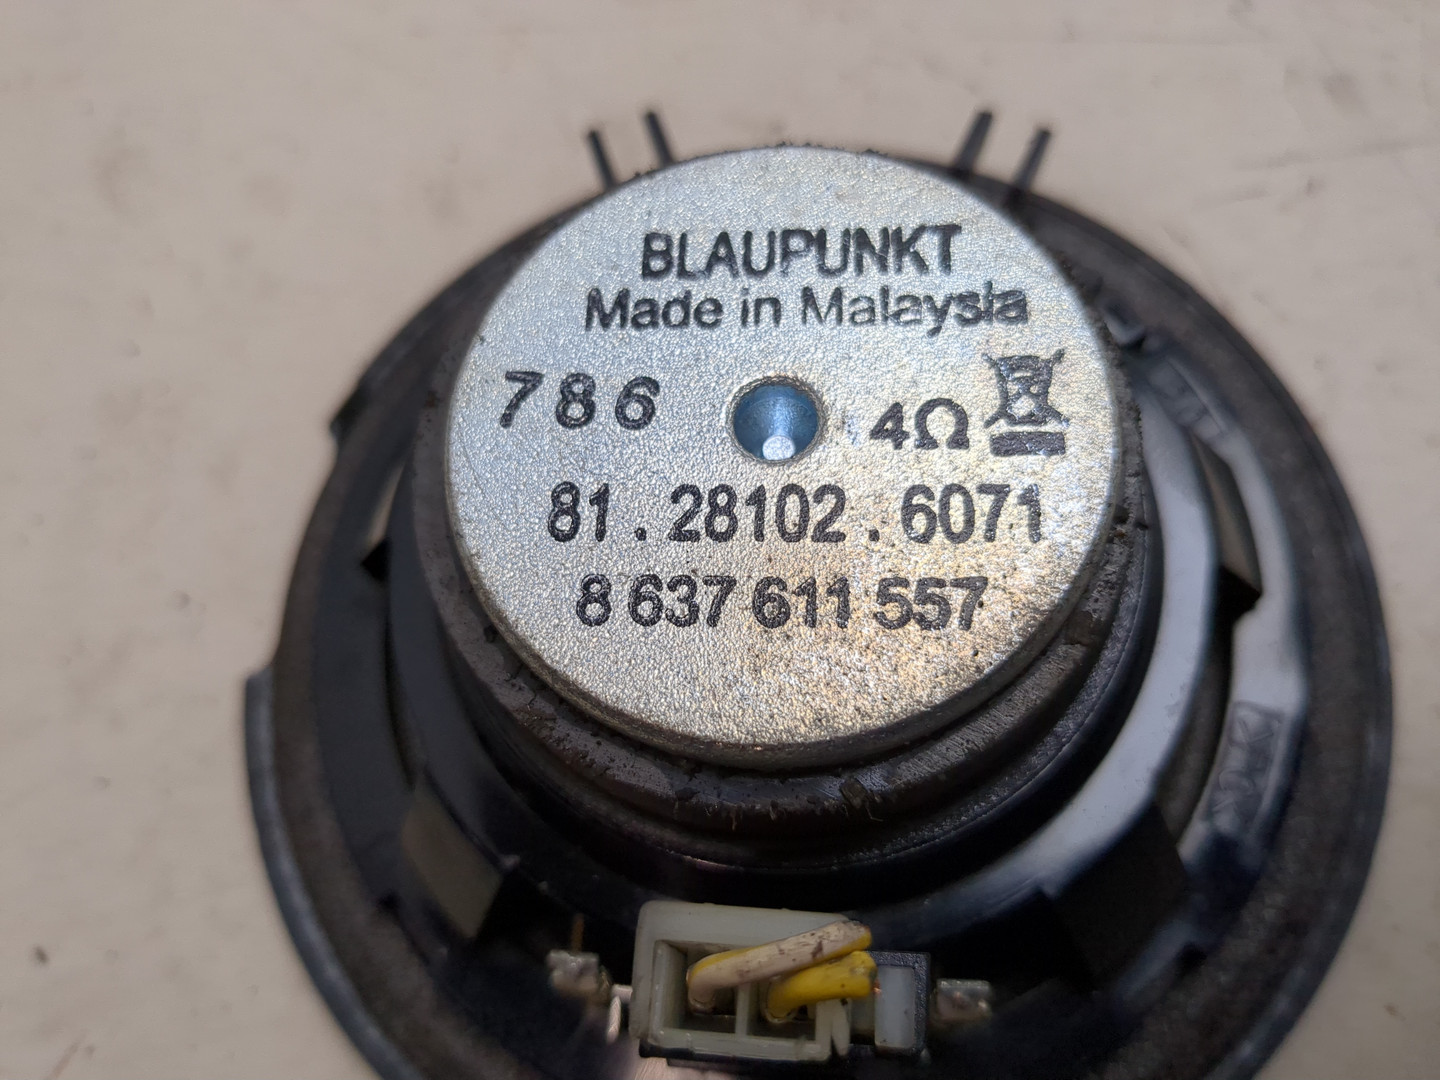 BLAUPUNKT
Made in Malaysia
786
4Ω
81.28102.6071
8 637 611 557